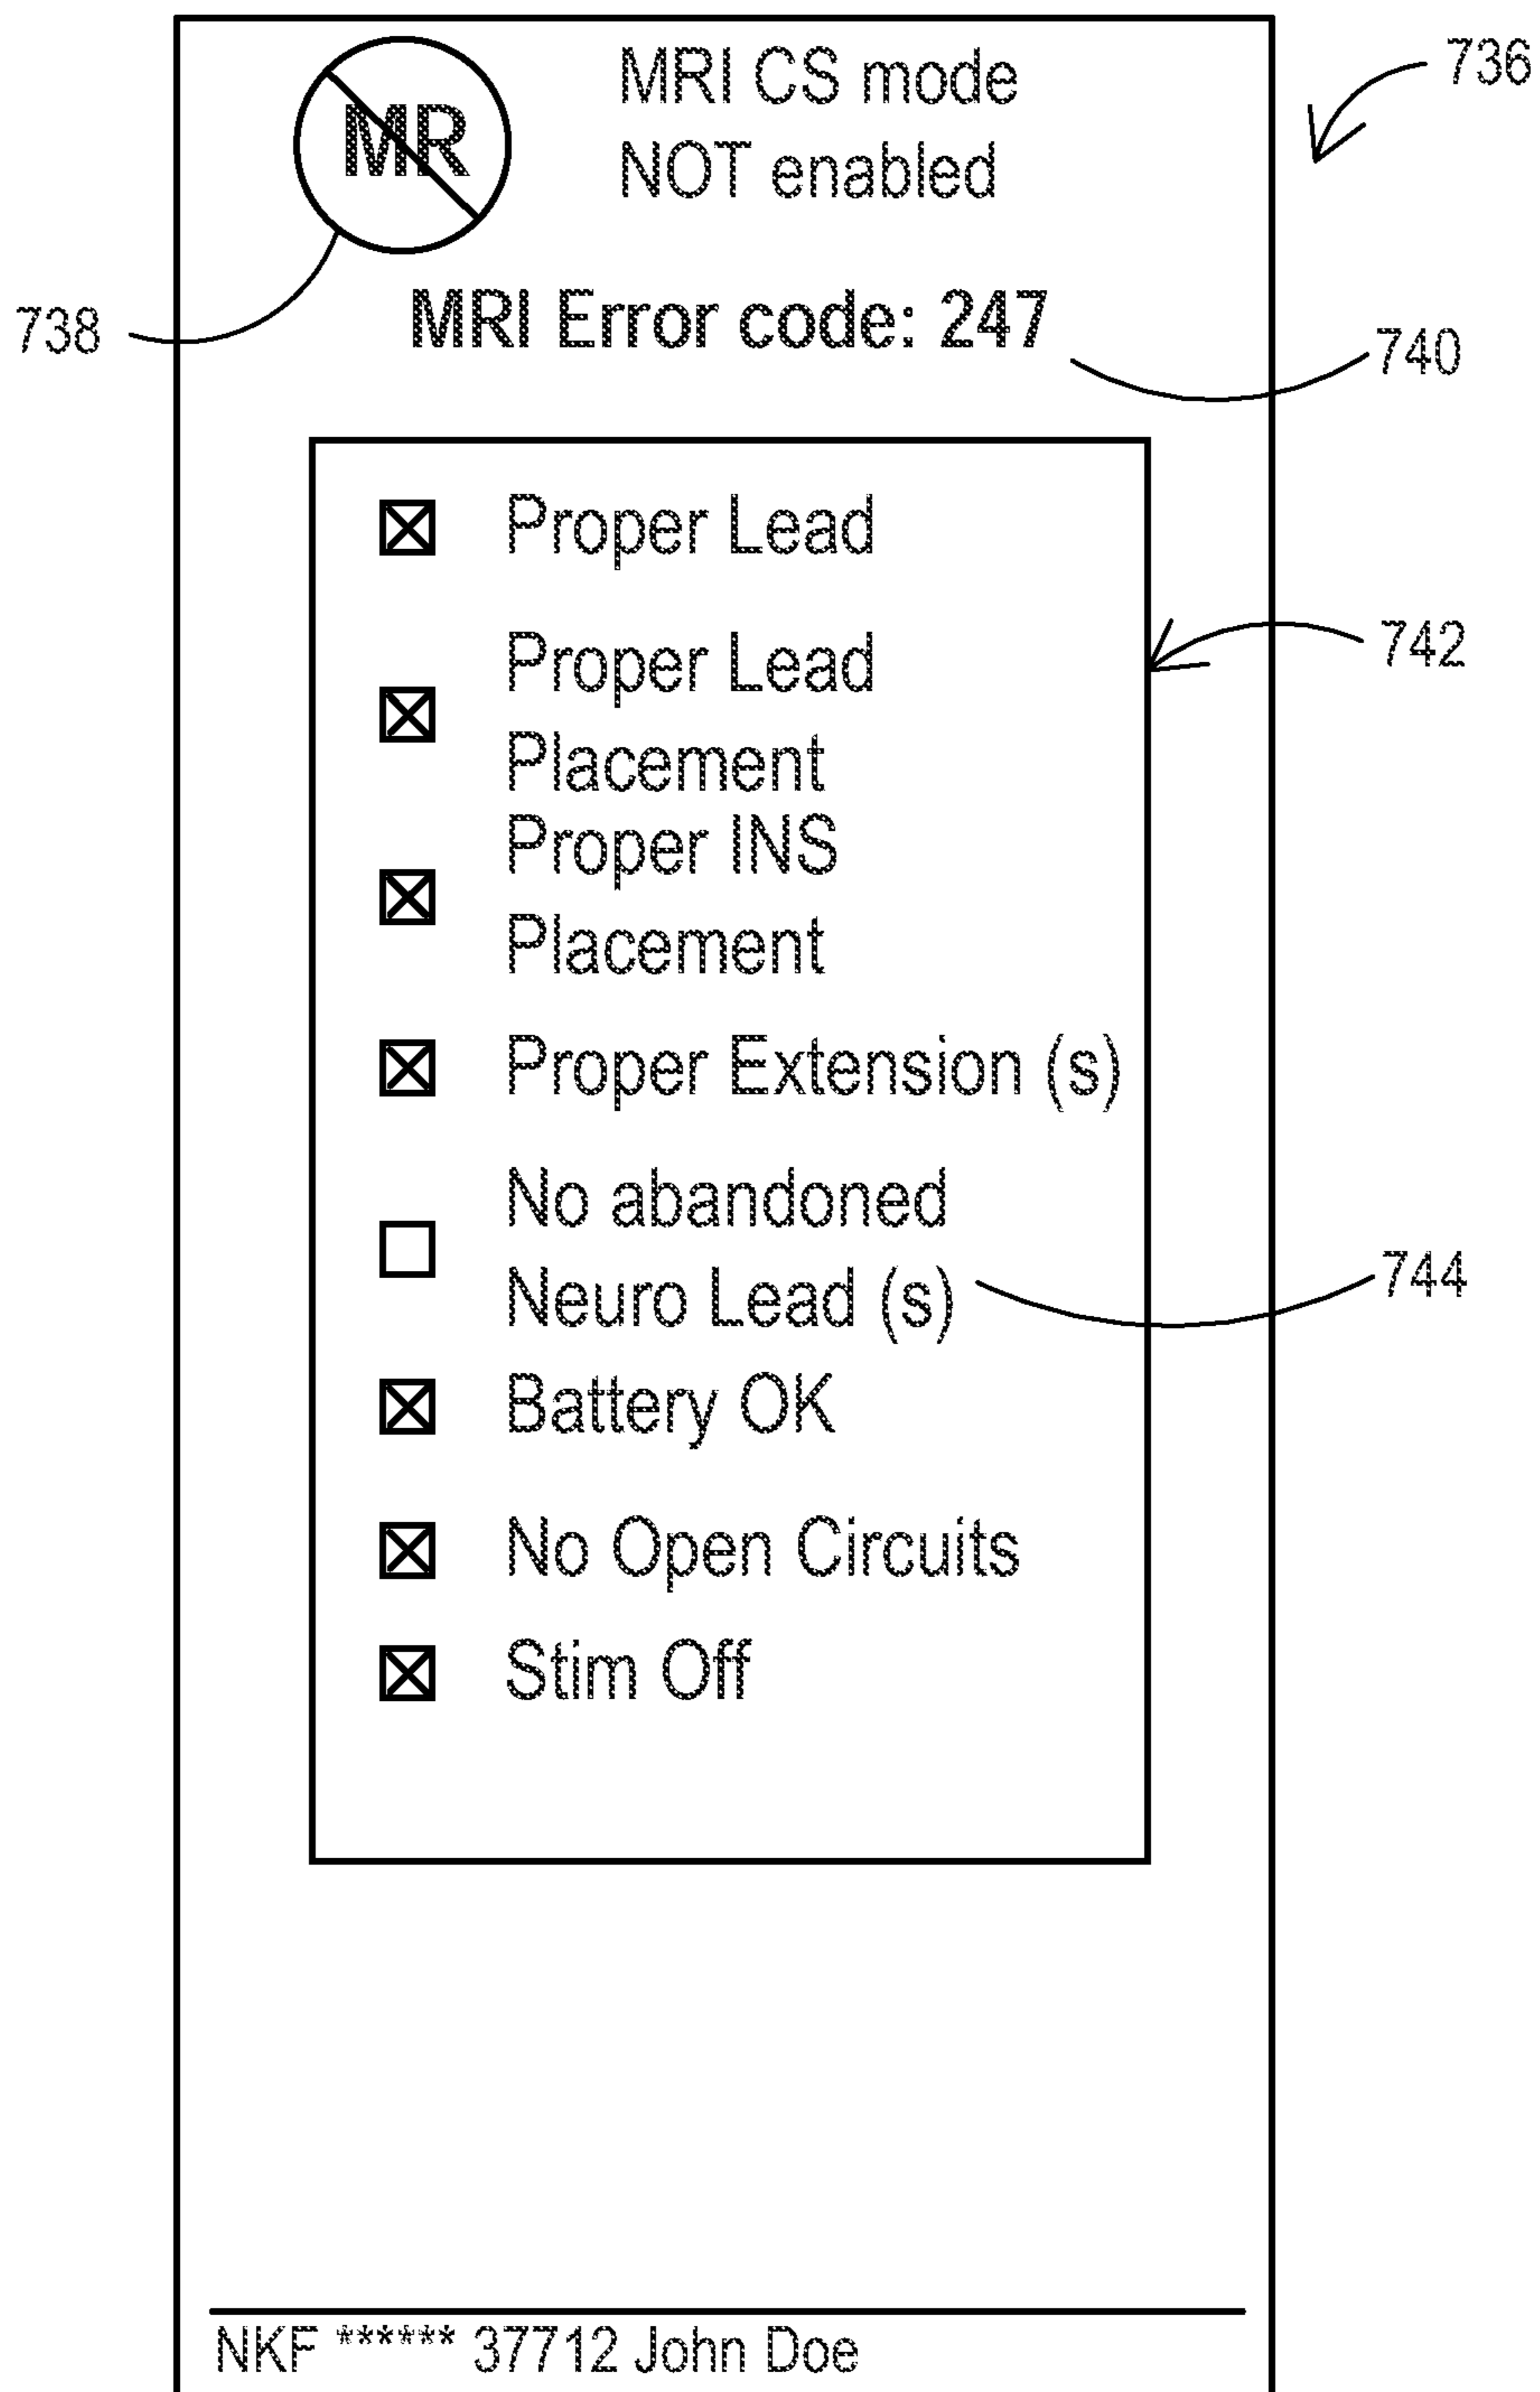 MRI CS mode
736
MR
NOT enabled
738
MRI Error code: 247
740
Proper Lead
Proper Lead
742
Placement
Proper INS
Placement
Proper Extension (s)
No abandoned
Neuro Lead (s)
744
Battery OK
No Open Circuits
Stim Off
NKF ****** 37712 John Doe